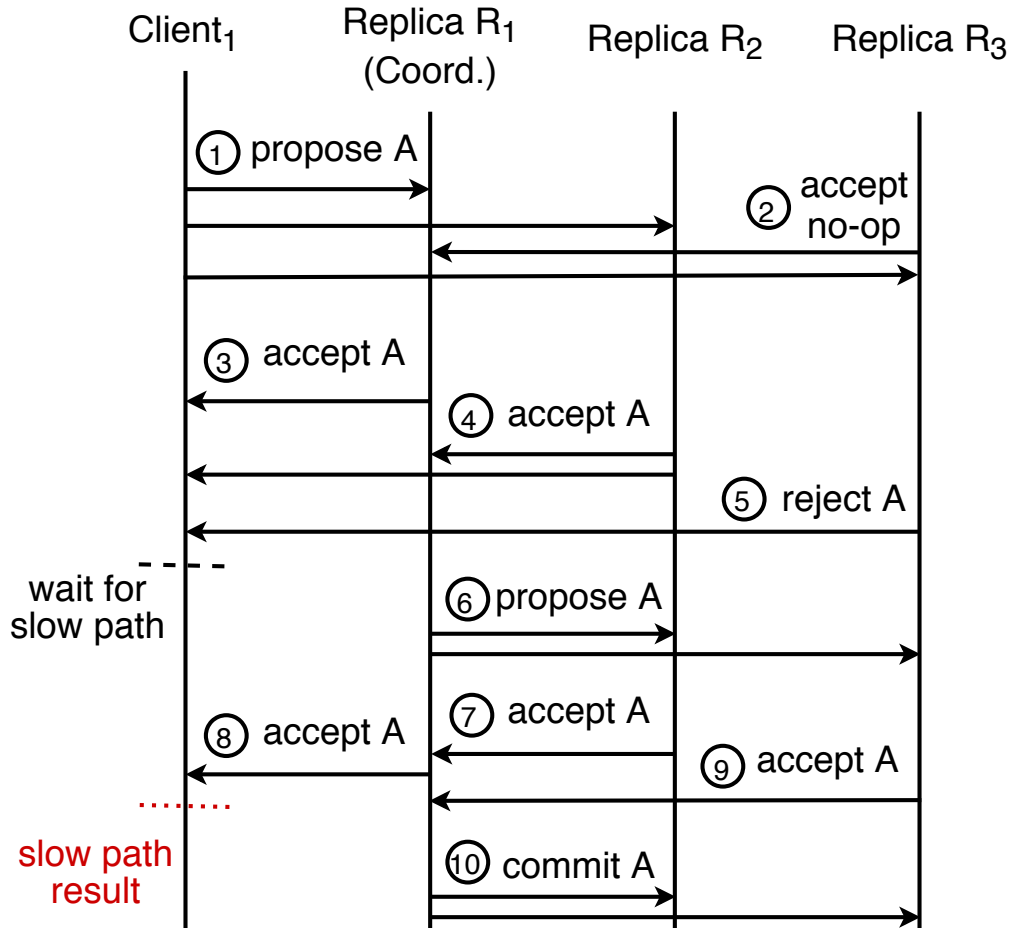 Client₁
Replica R₁
(Coord.)
Replica R₂
Replica R₃
1 propose A
2 accept
no-op
3 accept A
4 accept A
5 reject A
wait for
slow path
6 propose A
7 accept A
8 accept A
9 accept A
slow path
result
10 commit A